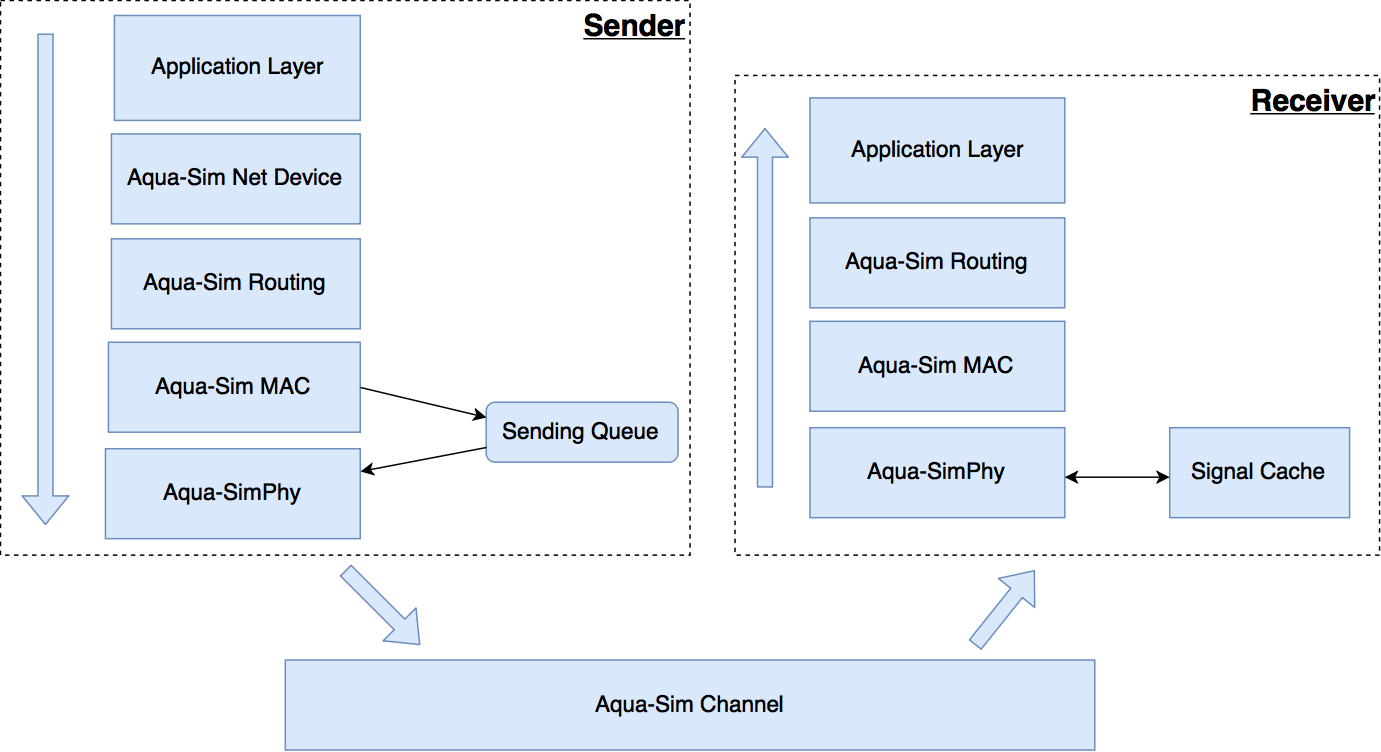 Sender
Application Layer
Aqua-Sim Net Device
Aqua-Sim Routing
Aqua-Sim MAC
Sending Queue
Aqua-SimPhy
Receiver
Application Layer
Aqua-Sim Routing
Aqua-Sim MAC
Aqua-SimPhy
Signal Cache
Aqua-Sim Channel